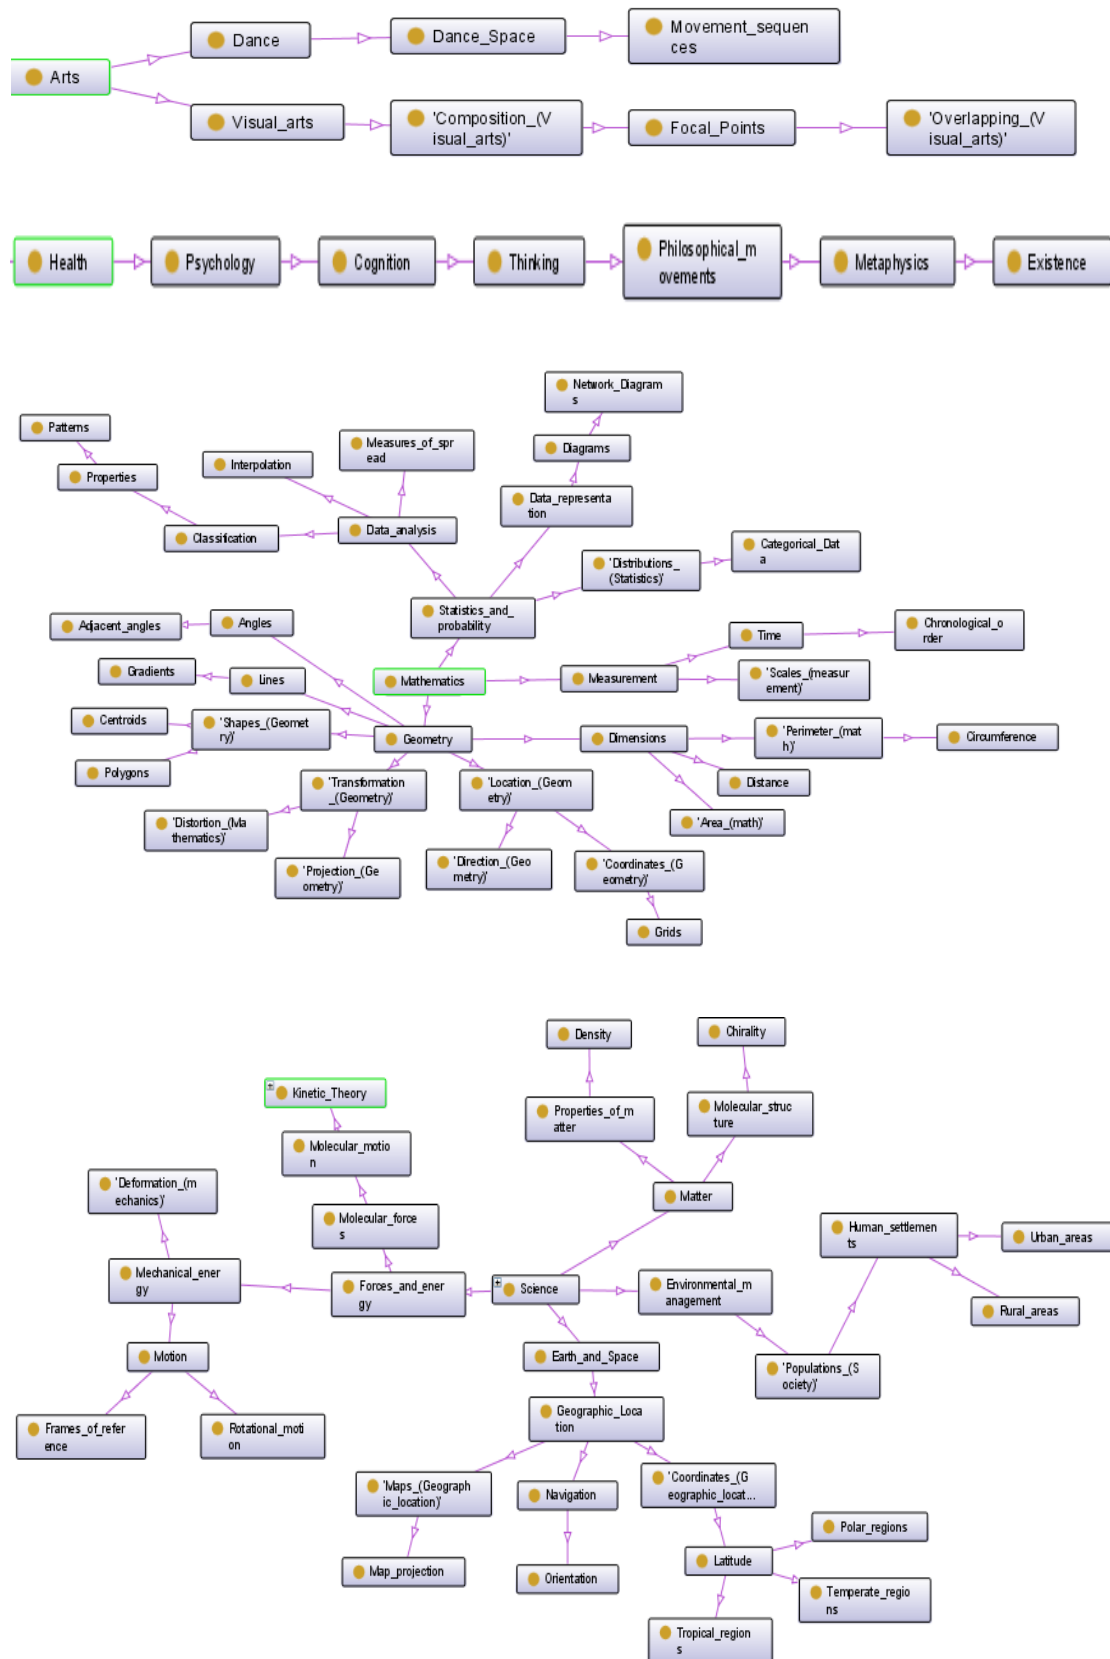 Dance
Dance_Space
Movement_sequen
ces
Arts
Visual_arts
'Composition_(V
isual_arts)'
Focal_Points
'Overlapping_(V
isual_arts)'
Health
Psychology
Cognition
Thinking
Philosophical_m
ovements
Metaphysics
Existence
Network_Diagram
s
Patterns
Measures_of_spr
ead
Diagrams
Interpolation
Properties
Data_representa
tion
Classification
Data_analysis
Categorical_Dat
a
'Distributions_
(Statistics)'
Statistics_and_
probability
Adjacent_angles
Angles
Time
Chronological_o
rder
Gradients
Lines
Mathematics
Measurement
'Scales_(measur
ement)'
Centroids
'Shapes_(Geomet
ry)'
Geometry
Dimensions
'Perimeter_(mat
h)'
Circumference
Polygons
'Transformation
_(Geometry)'
'Location_(Geom
etry)'
Distance
'Distortion_(Ma
thematics)'
'Area_(math)'
'Projection_(Ge
ometry)'
'Direction_(Geo
metry)'
'Coordinates_(G
eometry)'
Grids
Density
Chirality
Kinetic_Theory
Properties_of_m
atter
Molecular_struc
ture
Molecular_motio
n
'Deformation_(m
echanics)'
Matter
Molecular_force
s
Human_settlem
ents
Urban_areas
Mechanical_ener
gy
Forces_and_ener
gy
Science
Environmental_m
anagement
Rural_areas
Motion
Earth_and_Space
'Populations_(S
ociety)'
Frames_of_refer
ence
Rotational_moti
on
Geographic_Loca
tion
'Maps_(Geograph
ic_location)'
Navigation
'Coordinates_(G
eographic_locat...
Polar_regions
Map_projection
Orientation
Latitude
Temperate_regio
ns
Tropical_region
s